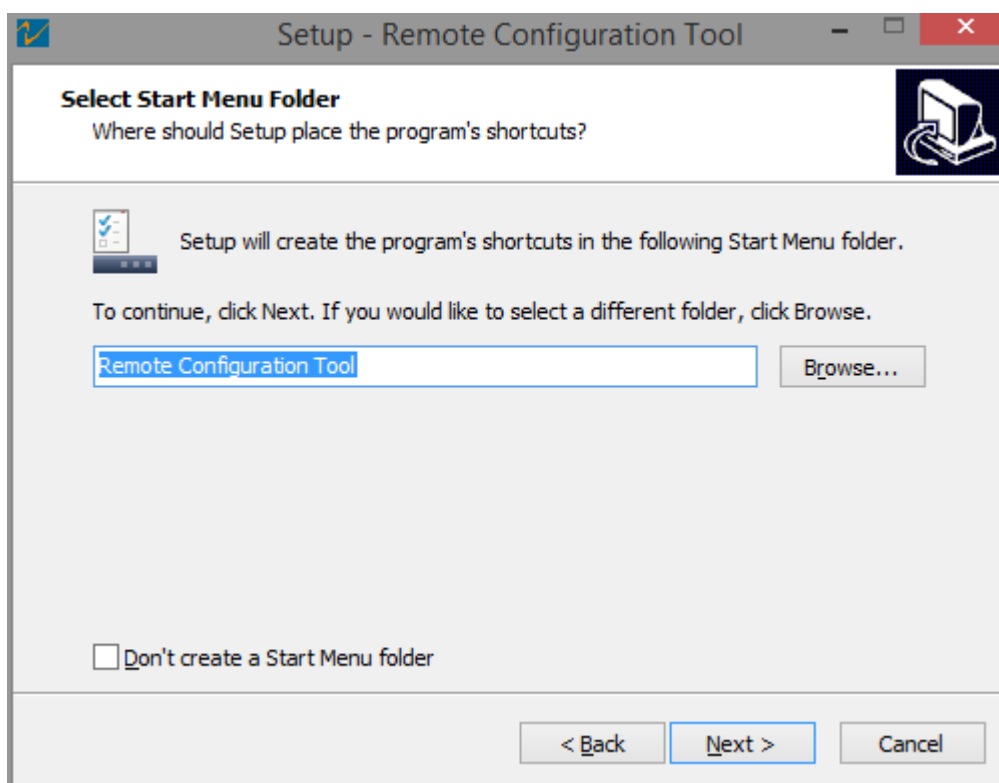 Setup - Remote Configuration Tool
Select Start Menu Folder
Where should Setup place the program's shortcuts?
Setup will create the program's shortcuts in the following Start Menu folder.
To continue, click Next. If you would like to select a different folder, click Browse.
Remote Configuration Tool
Browse...
Don't create a Start Menu folder
< Back
Next >
Cancel